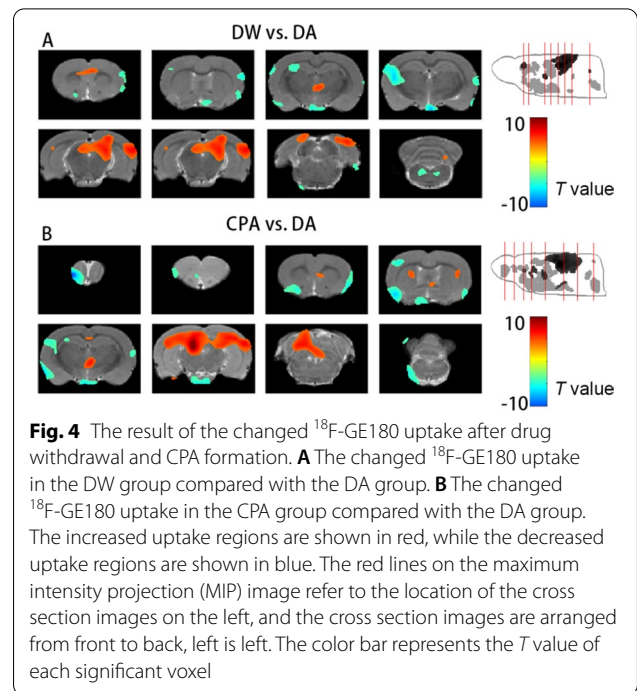 A
DW vs. DA
10
-10
T value
CPA vs. DA
B
10
-10
T value
Fig. 4 The result of the changed ¹⁸F-GE180 uptake after drug
withdrawal and CPA formation. A The changed ¹⁸F-GE180 uptake
in the DW group compared with the DA group. B The changed
¹⁸F-GE180 uptake in the CPA group compared with the DA group.
The increased uptake regions are shown in red, while the decreased
uptake regions are shown in blue. The red lines on the maximum
intensity projection (MIP) image refer to the location of the cross
section images on the left, and the cross section images are arranged
from front to back, left is left. The color bar represents the T value of
each significant voxel